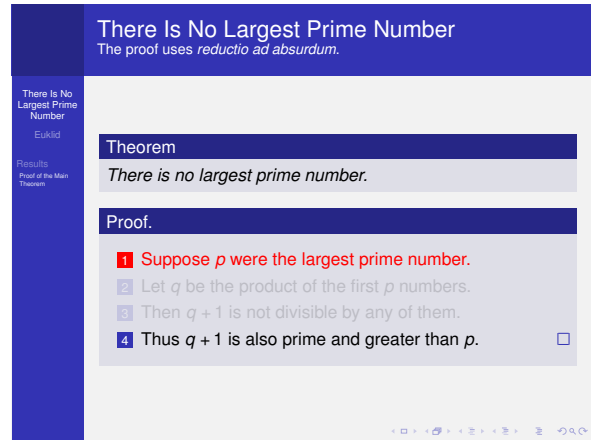 There Is No Largest Prime Number
The proof uses reductio ad absurdum.
There Is No
Largest Prime
Number
Euklid
Results
Proof of the Main
Theorem
Theorem
There is no largest prime number.
Proof.
1 Suppose p were the largest prime number.
2 Let q be the product of the first p numbers.
3 Then q + 1 is not divisible by any of them.
4 Thus q + 1 is also prime and greater than p. □